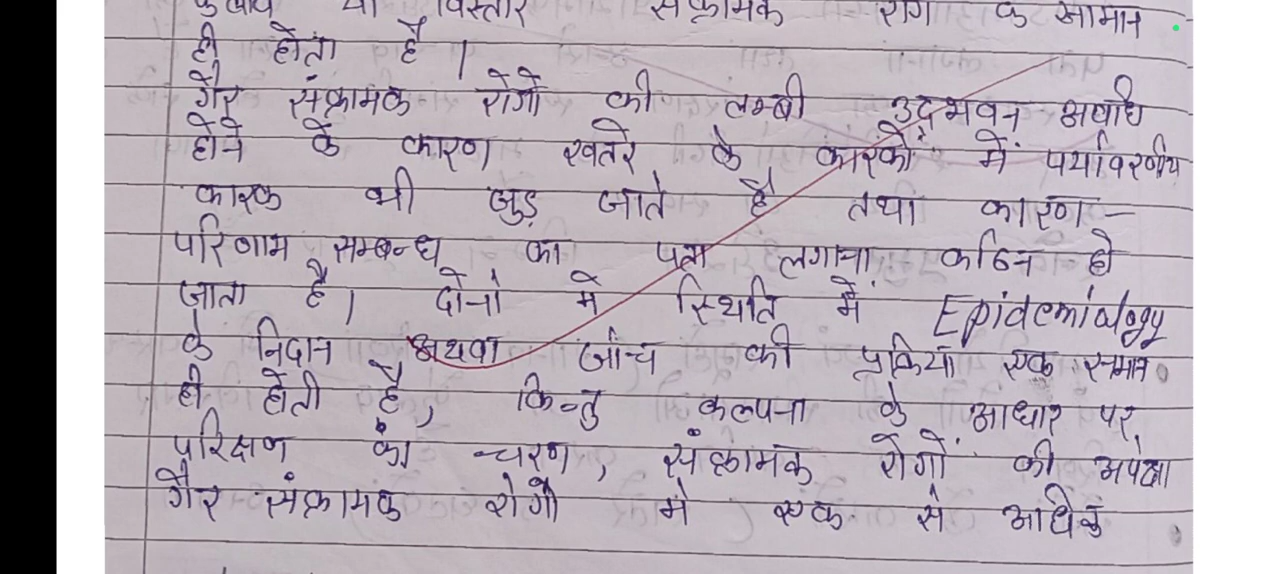 या विस्तार संक्रामक रोगों के सामान
ही होता है।
गैर संक्रामक रोगों की लम्बी उद्भवन अवधि
होने के कारण खतरे के कारकों में पर्यावरणीय
कारक भी जुड़ जाते है तथा कारण-
परिणाम सम्बन्ध का पता लगाना कठिन हो
जाता है। दोनो मे स्थिति में Epidemiology
के निदान अथवा जांच की प्रक्रिया एक समान
ही होती है, किन्तु कल्पना के आधार पर,
परिक्षण का चरण, संक्रामक रोगों की अपेक्षा
गैर संक्रामक रोगों मे एक से अधिक